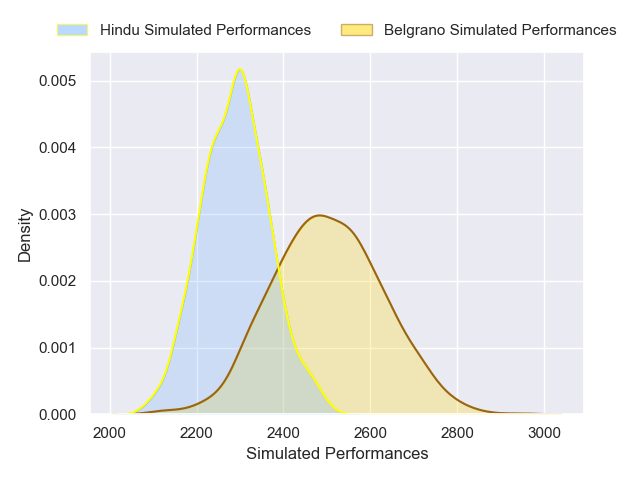 Hindu Simulated Performances
Belgrano Simulated Performances
0.005
0.004
0.003
0.002
0.001
0.000
Density
2000 2200 2400 2600 2800 3000
Simulated Performances